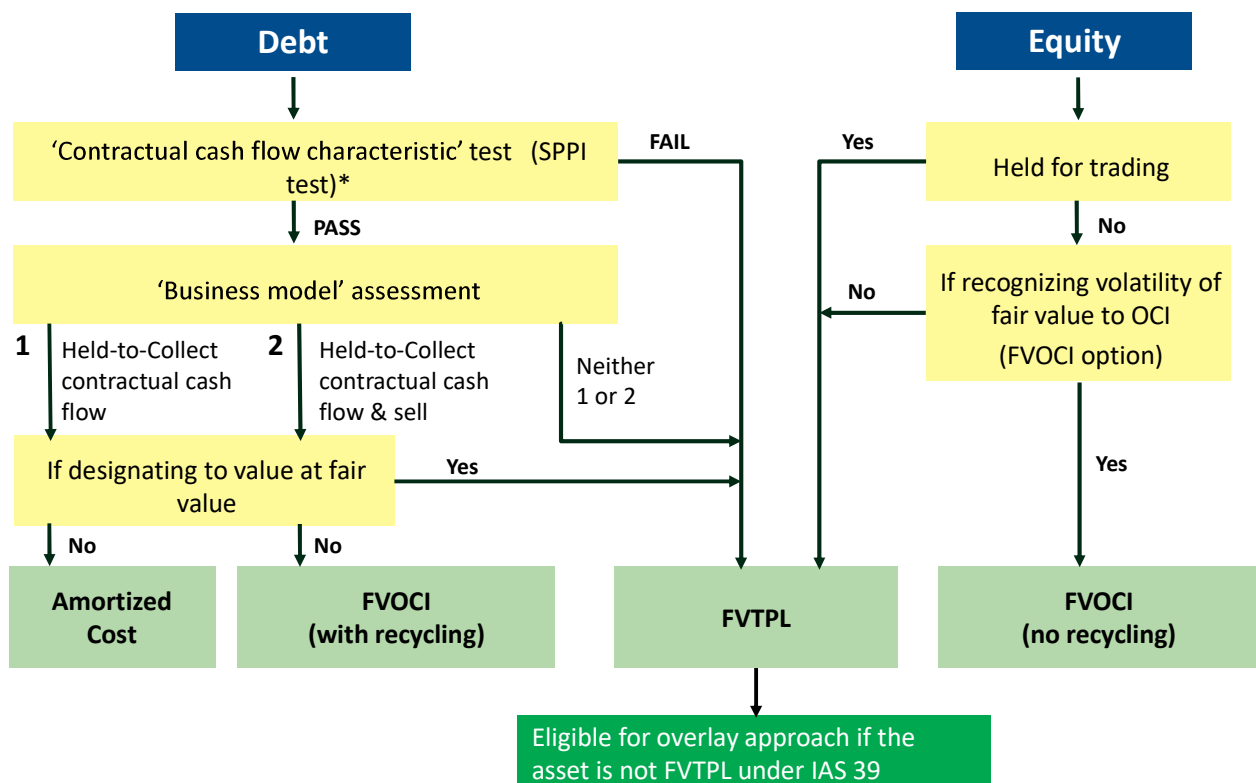 Debt
Equity
‘Contractual cash flow characteristic’ test (SPPI
test)*
FAIL
Yes
Held for trading
PASS
No
‘Business model’ assessment
If recognizing volatility of
fair value to OCI
(FVOCI option)
No
1
Held-to-Collect
contractual cash
flow
2
Held-to-Collect
contractual cash
flow & sell
Neither
1 or 2
If designating to value at fair
value
Yes
Yes
No
No
Amortized
Cost
FVOCI
(with recycling)
FVTPL
FVOCI
(no recycling)
Eligible for overlay approach if the
asset is not FVTPL under IAS 39